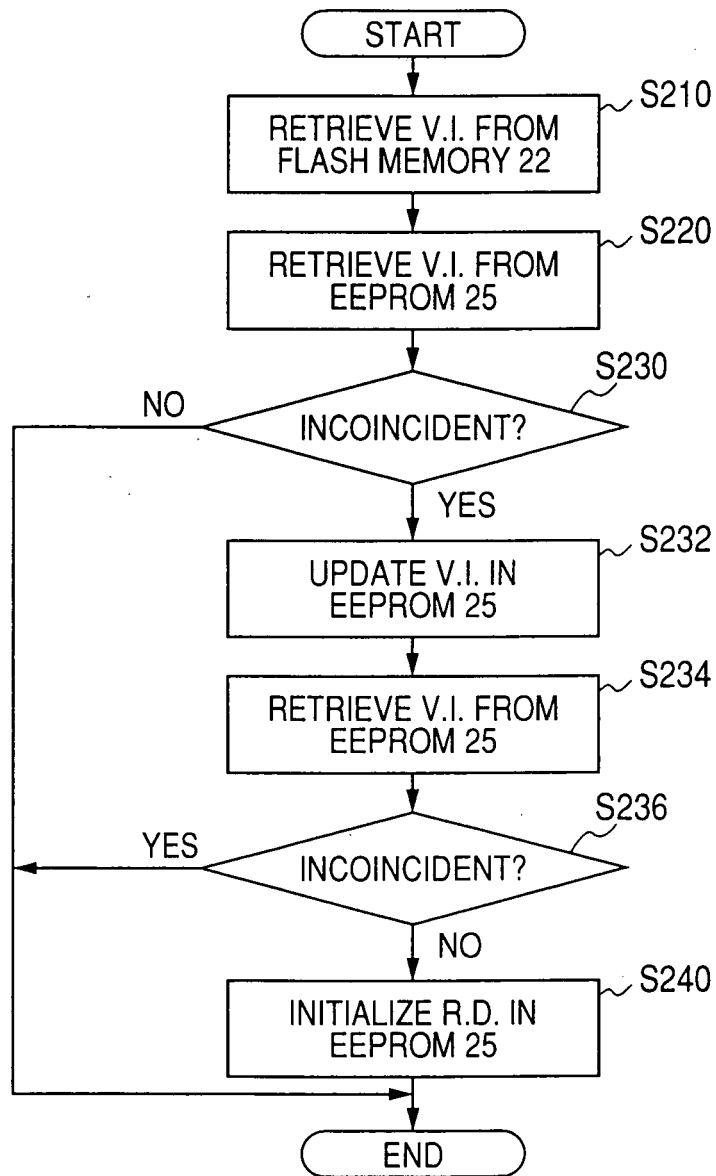 START
S210
RETRIEVE V.I. FROM
FLASH MEMORY 22
S220
RETRIEVE V.I. FROM
EEPROM 25
S230
NO
INCOINCIDENT?
YES
S232
UPDATE V.I. IN
EEPROM 25
S234
RETRIEVE V.I. FROM
EEPROM 25
S236
YES
INCOINCIDENT?
NO
S240
INITIALIZE R.D. IN
EEPROM 25
END